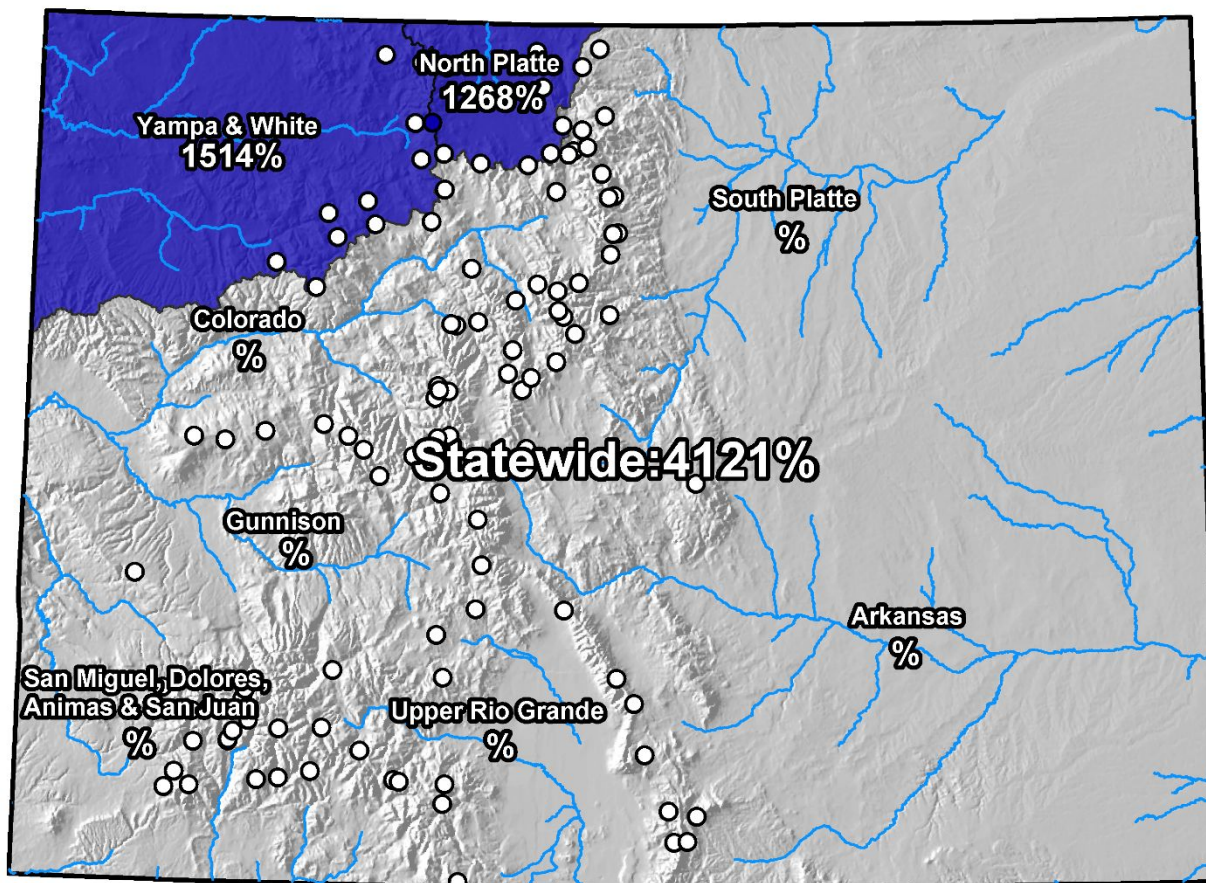 North Platte
1268%
Yampa & White
1514%
South Platte
%
Colorado
%
Statewide:4121%
Gunnison
%
Arkansas
%
San Miguel, Dolores,
Animas & San Juan
%
Upper Rio Grande
%